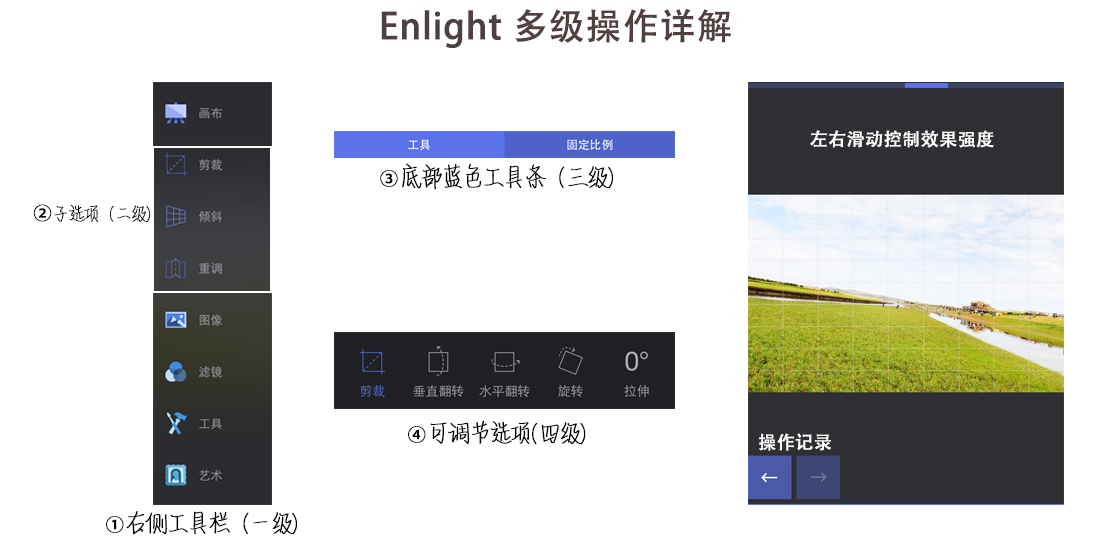 Enlight 多级操作详解
画布
剪裁
②子选项（二级）
倾斜
重调
图像
滤镜
工具
艺术
①右侧工具栏（一级）
工具 固定比例
③底部蓝色工具条（三级）
剪裁 垂直翻转 水平翻转 旋转 0° 拉伸
④可调节选项(四级)
左右滑动控制效果强度
操作记录